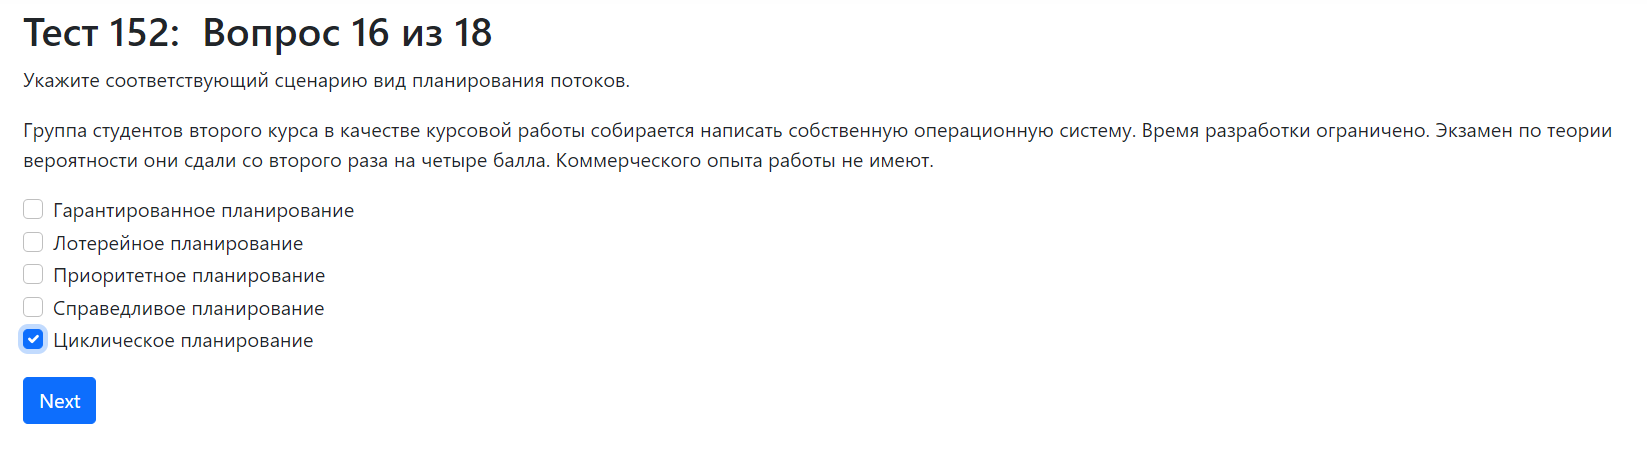 Тест 152:  Вопрос 16 из 18
Укажите соответствующий сценарию вид планирования потоков.
Группа студентов второго курса в качестве курсовой работы собирается написать собственную операционную систему. Время разработки ограничено. Экзамен по теории
вероятности они сдали со второго раза на четыре балла. Коммерческого опыта работы не имеют.
Гарантированное планирование
Лотерейное планирование
Приоритетное планирование
Справедливое планирование
Циклическое планирование
Next